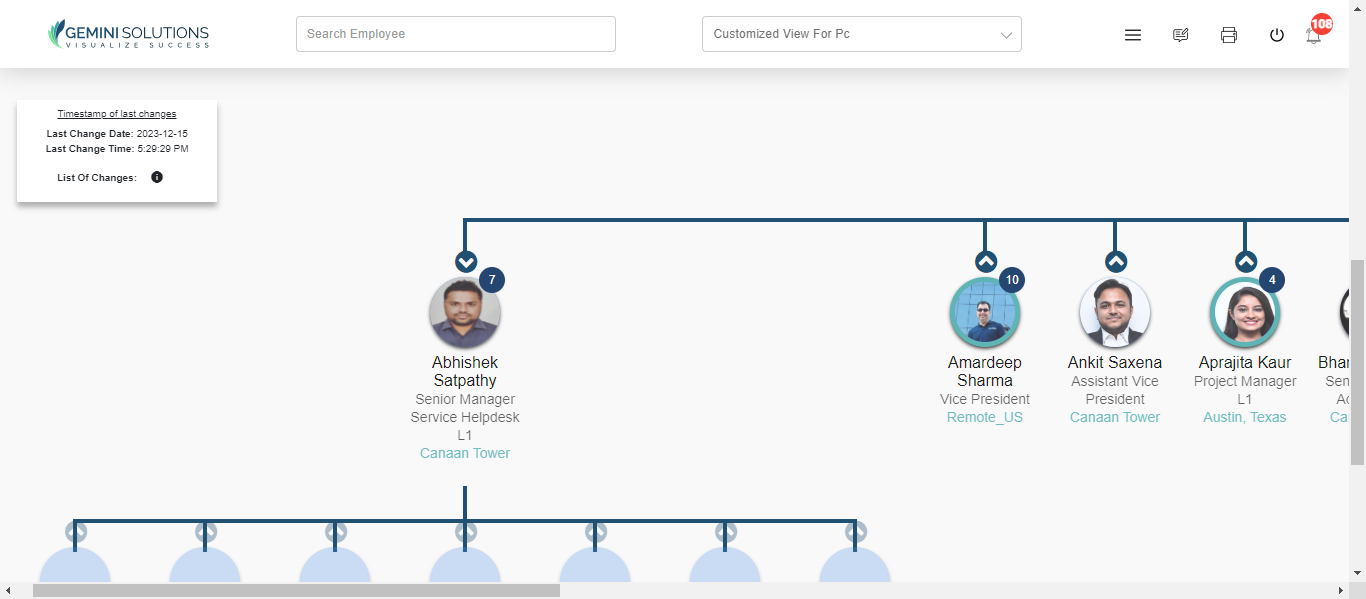 GEMINI SOLUTIONS
VISUALIZE SUCCESS
Search Employee
Customized View For Pc
108
Timestamp of last changes
Last Change Date: 2023-12-15
Last Change Time: 5:29:29 PM
List Of Changes:
7
Abhishek
Satpathy
Senior Manager
Service Helpdesk
L1
Canaan Tower
10
Amardeep
Sharma
Vice President
Remote_US
Ankit Saxena
Assistant Vice
President
Canaan Tower
4
Aprajita Kaur
Project Manager
L1
Austin, Texas
Bhar
Sen
Ac
Ca